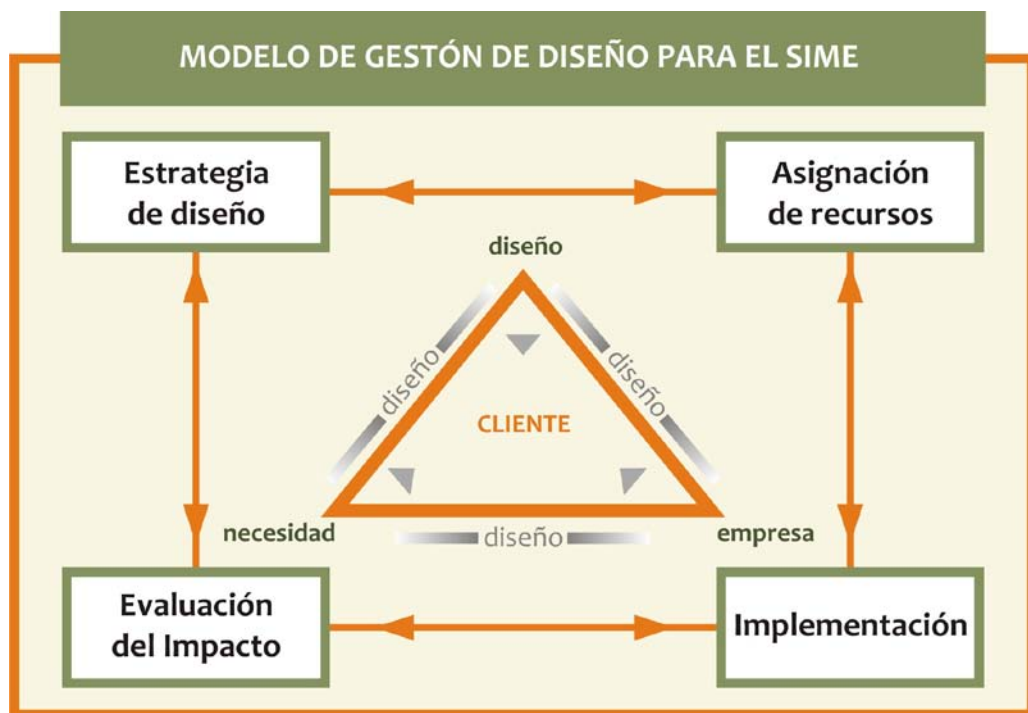 MODELO DE GESTIÓN DE DISEÑO PARA EL SIME
Estrategia
de diseño
Asignación
de recursos
diseño
diseño
diseño
CLIENTE
necesidad
diseño
empresa
Evaluación
del Impacto
Implementación